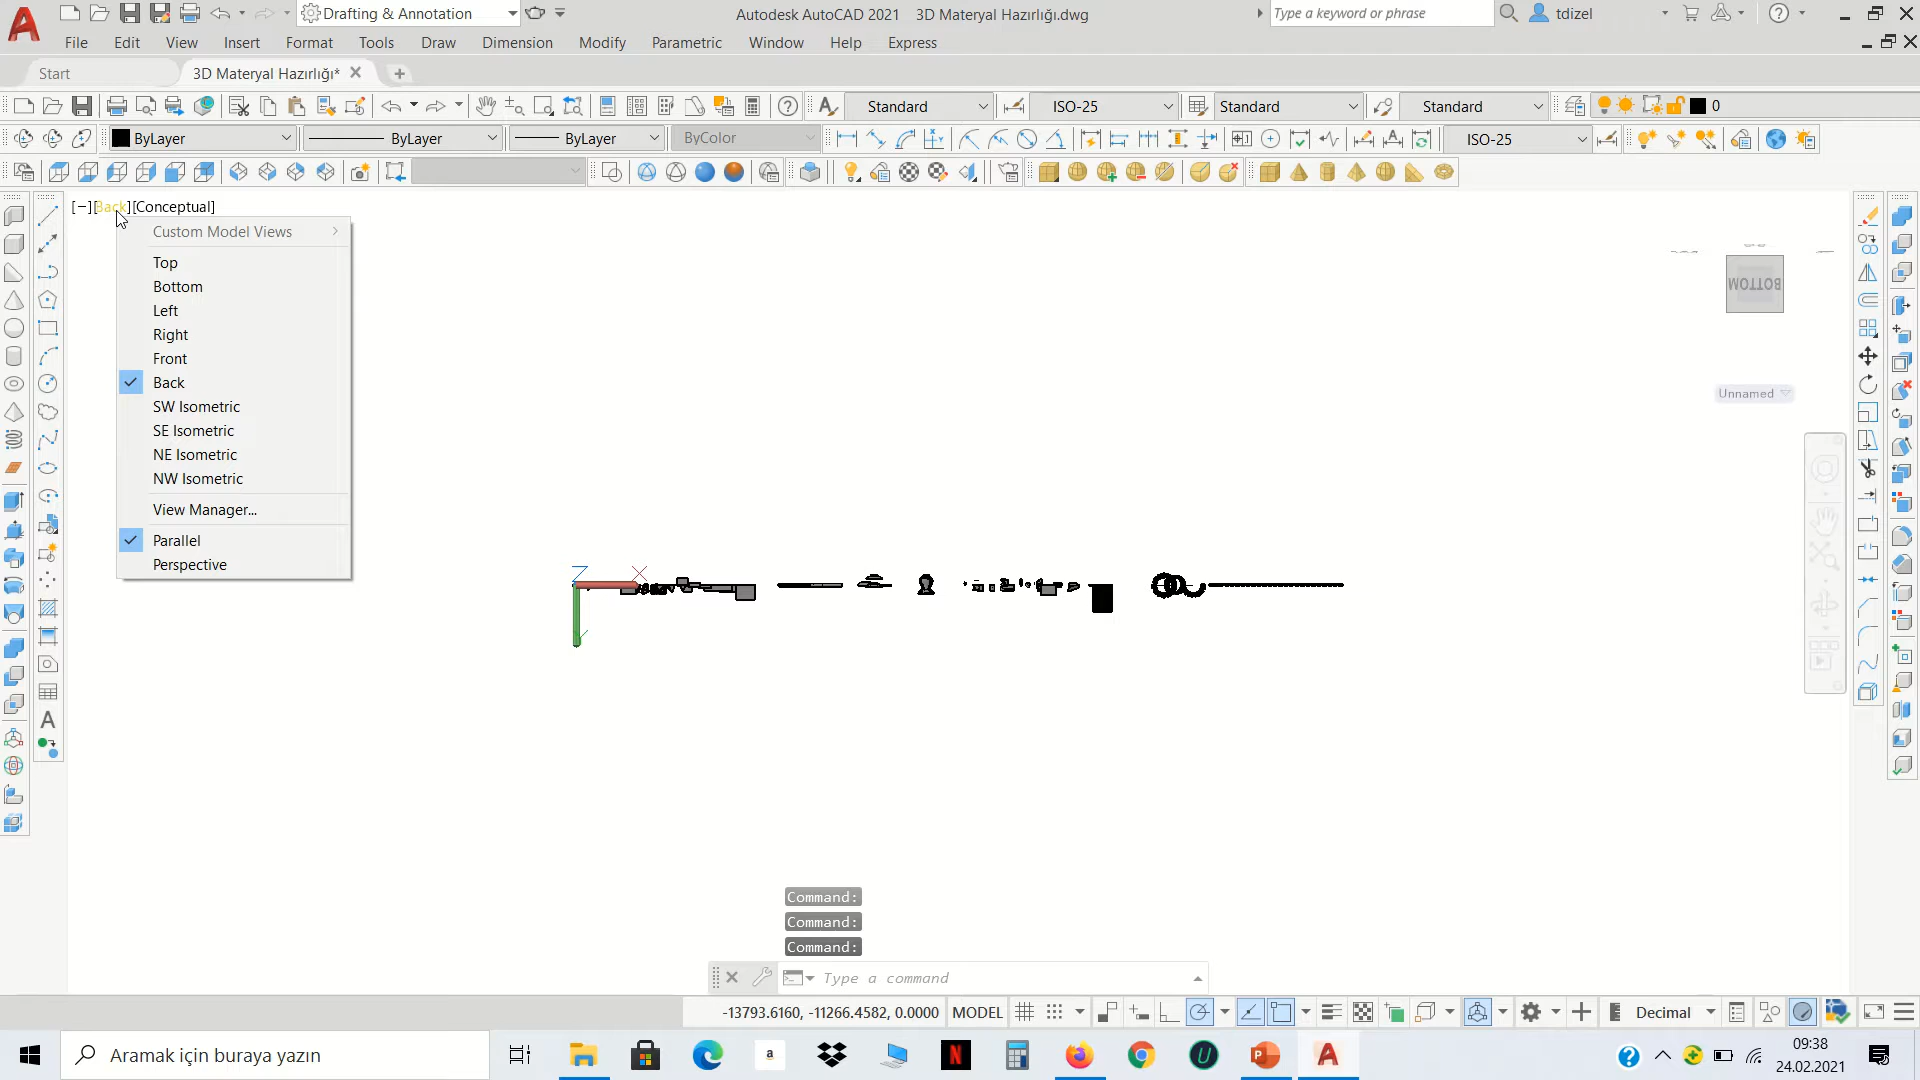 Drafting & Annotation
Autodesk AutoCAD 2021 3D Materyal Hazırlığı.dwg
Type a keyword or phrase
tdizel
File Edit View Insert Format Tools Draw Dimension Modify Parametric Window Help Express
Start
3D Materyal Hazırlığı*
Standard
ISO-25
Standard
Standard
0
ByLayer
ByLayer
ByLayer
ByColor
ISO-25
[−][Back][Conceptual]
Custom Model Views
Top
Bottom
Left
Right
Front
Back
SW Isometric
SE Isometric
NE Isometric
NW Isometric
View Manager...
Parallel
Perspective
BOTTOM
Unnamed
Z
X
Command:
Command:
Command:
Type a command
-13793.6160, -11266.4582, 0.0000
MODEL
Decimal
Aramak için buraya yazın
09:38
24.02.2021